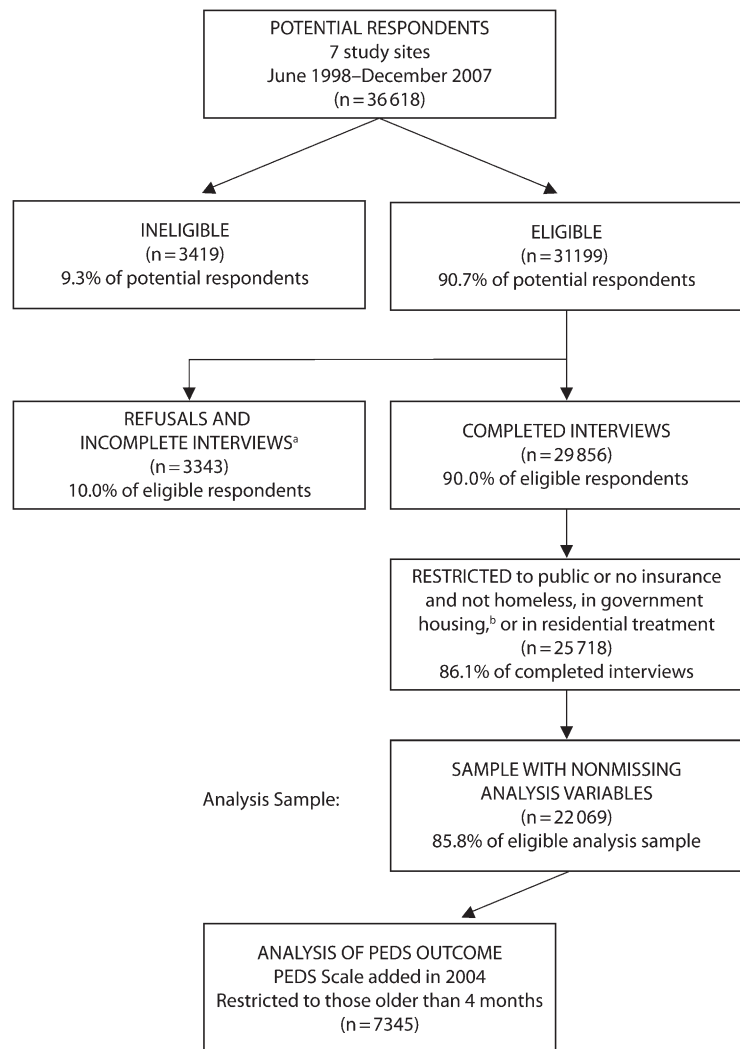 POTENTIAL RESPONDENTS
7 study sites
June 1998–December 2007
(n = 36 618)
INELIGIBLE
(n = 3419)
9.3% of potential respondents
ELIGIBLE
(n = 31199)
90.7% of potential respondents
REFUSALS AND
INCOMPLETE INTERVIEWSᵃ
(n = 3343)
10.0% of eligible respondents
COMPLETED INTERVIEWS
(n = 29 856)
90.0% of eligible respondents
RESTRICTED to public or no insurance
and not homeless, in government
housing,ᵇ or in residential treatment
(n = 25 718)
86.1% of completed interviews
Analysis Sample:
SAMPLE WITH NONMISSING
ANALYSIS VARIABLES
(n = 22 069)
85.8% of eligible analysis sample
ANALYSIS OF PEDS OUTCOME
PEDS Scale added in 2004
Restricted to those older than 4 months
(n = 7345)